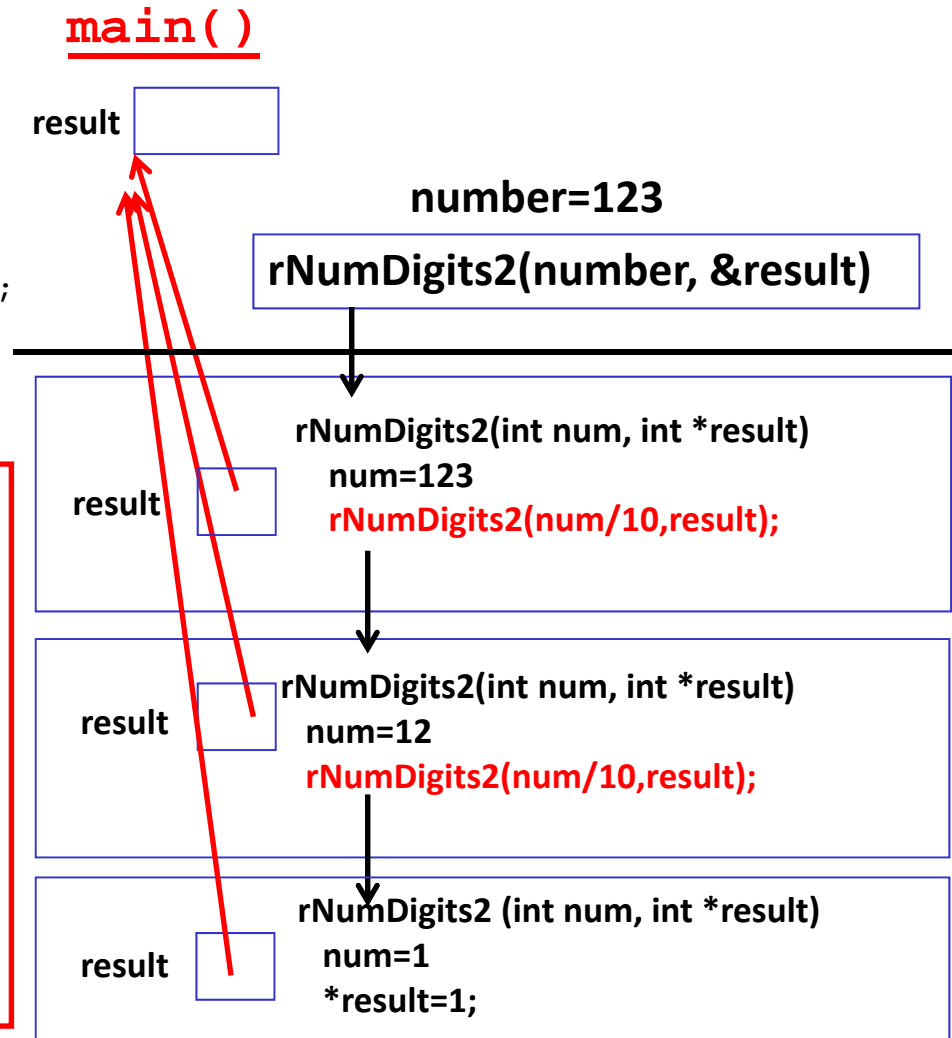 main()
result
number=123
rNumDigits2(number, &result)
;
rNumDigits2(int num, int *result)
num=123
result
rNumDigits2(num/10,result);
rNumDigits2(int num, int *result)
result
num=12
rNumDigits2(num/10,result);
rNumDigits2 (int num, int *result)
result
num=1
*result=1;